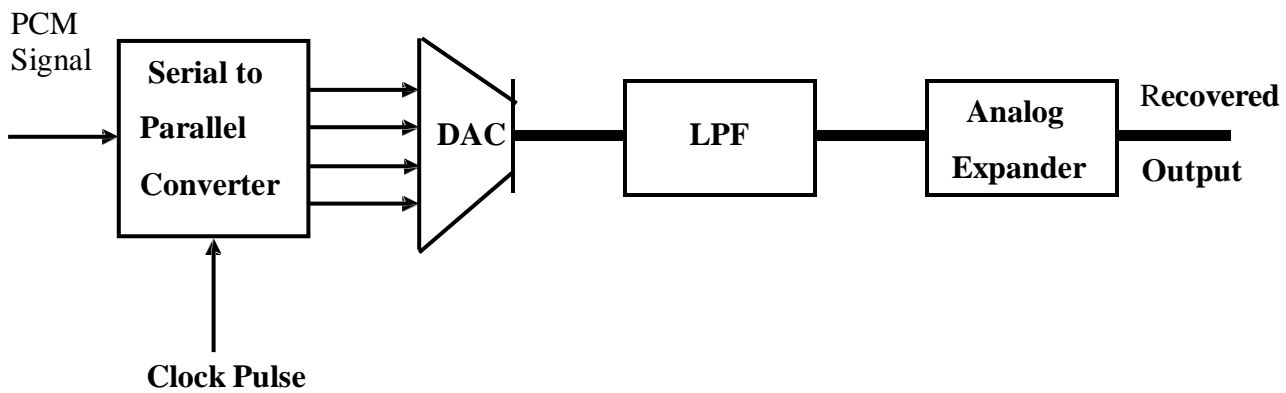 PCM
Signal
Serial to
Parallel
Converter
DAC
LPF
Analog
Expander
Recovered
Output
Clock Pulse